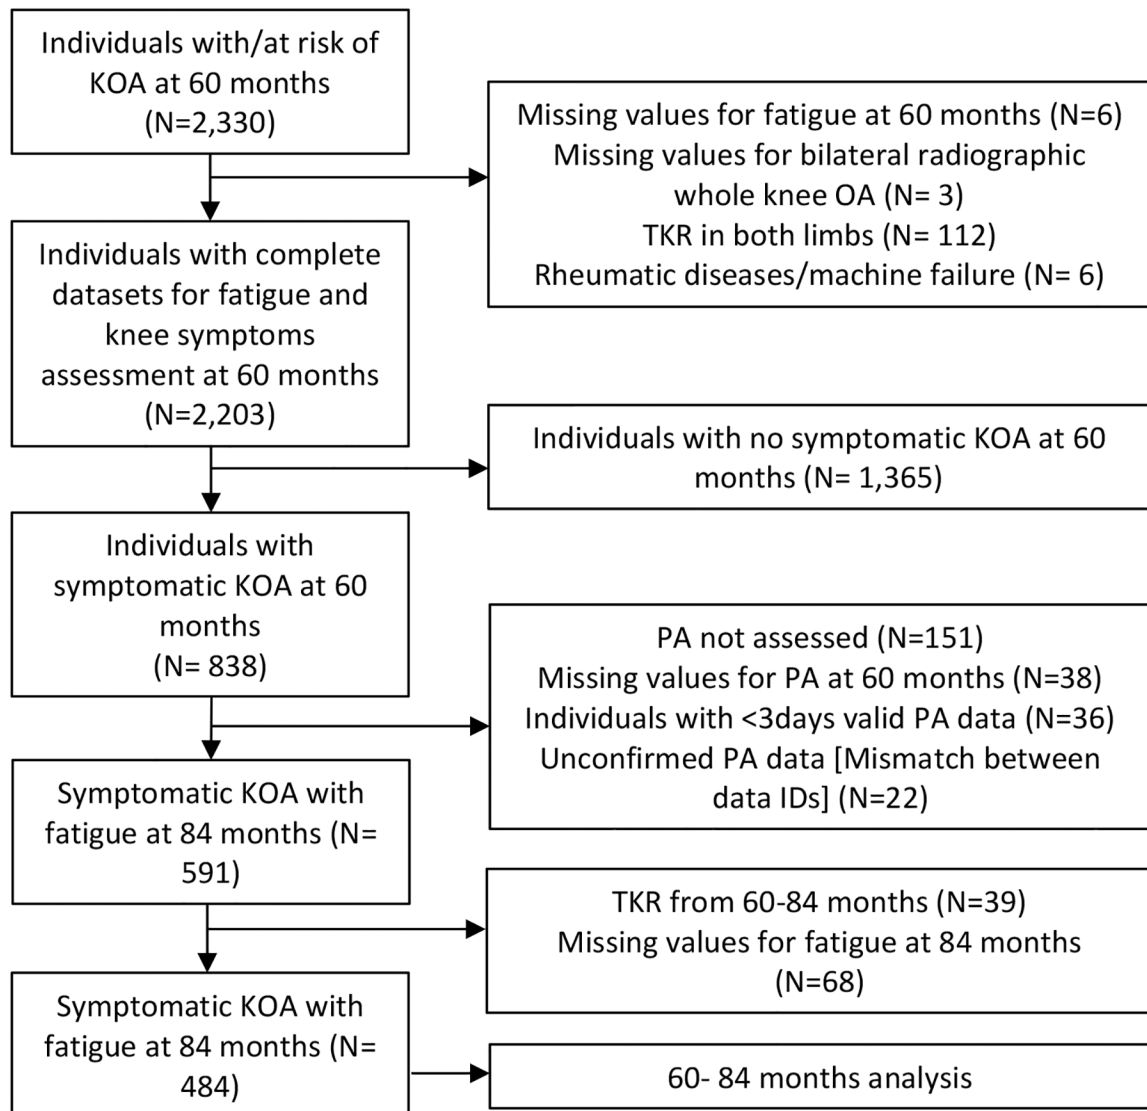 Individuals with/at risk of
KOA at 60 months
(N=2,330)
Missing values for fatigue at 60 months (N=6)
Missing values for bilateral radiographic
whole knee OA (N= 3)
TKR in both limbs (N= 112)
Rheumatic diseases/machine failure (N= 6)
Individuals with complete
datasets for fatigue and
knee symptoms
assessment at 60 months
(N=2,203)
Individuals with no symptomatic KOA at 60
months (N= 1,365)
Individuals with
symptomatic KOA at 60
months
(N= 838)
PA not assessed (N=151)
Missing values for PA at 60 months (N=38)
Individuals with <3days valid PA data (N=36)
Unconfirmed PA data [Mismatch between
data IDs] (N=22)
Symptomatic KOA with
fatigue at 84 months (N=
591)
TKR from 60-84 months (N=39)
Missing values for fatigue at 84 months
(N=68)
Symptomatic KOA with
fatigue at 84 months (N=
484)
60- 84 months analysis